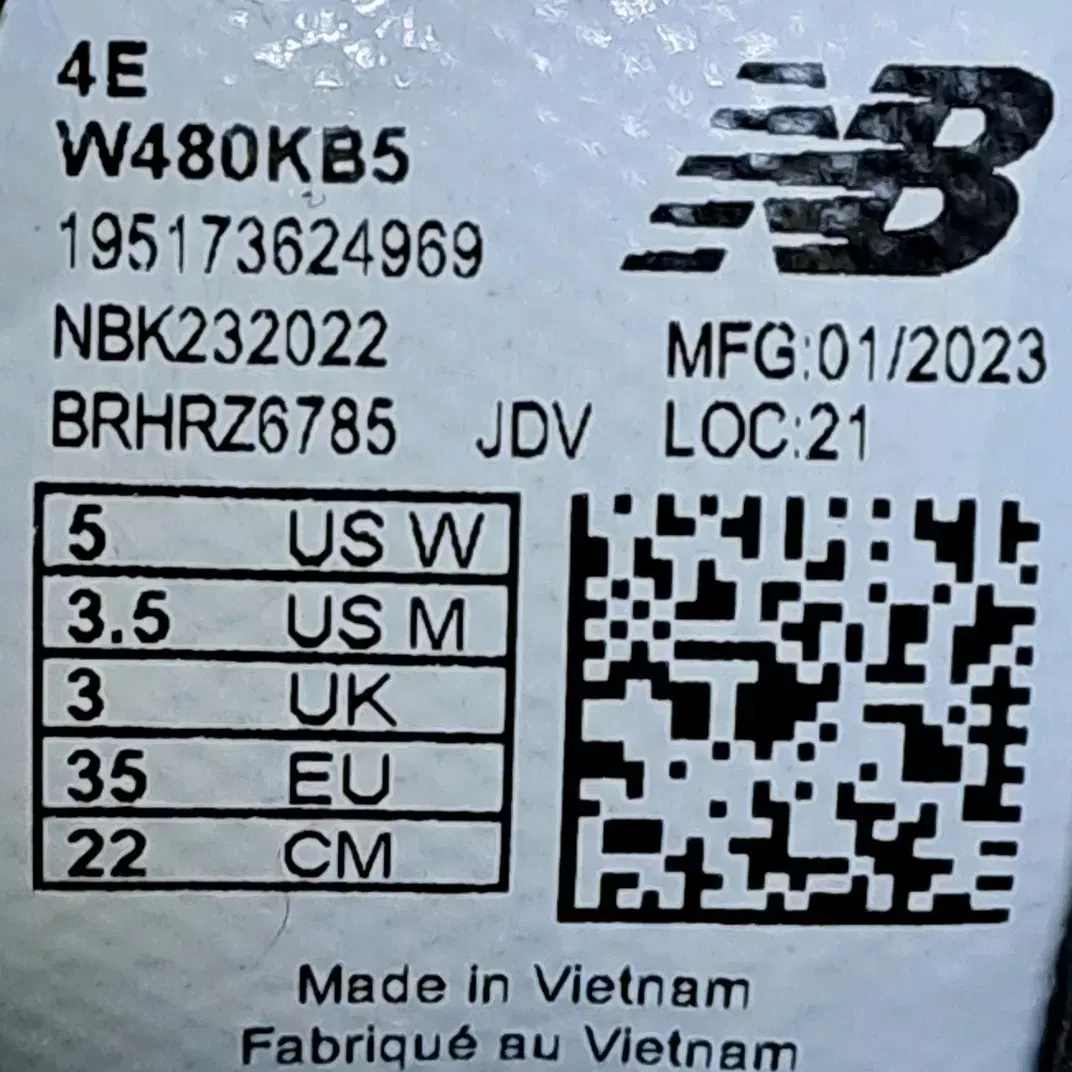 4E
W480KB5
195173624969
NBK232022
MFG:01/2023
BRHRZ6785 JDV LOC:21
5 US W
3.5 US M
3 UK
35 EU
22 CM
Made in Vietnam
Fabriqué au Vietnam